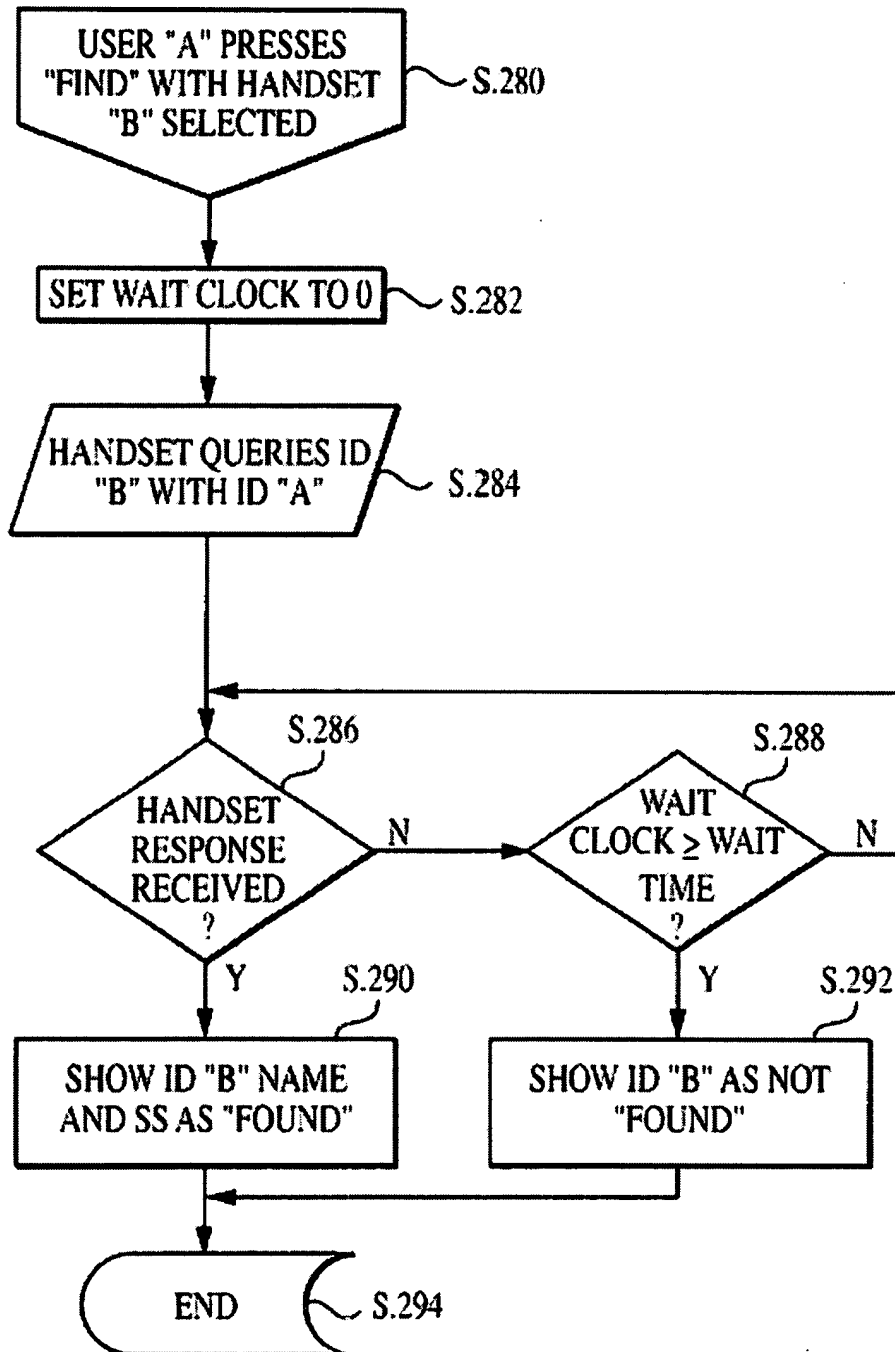 USER "A" PRESSES
"FIND" WITH HANDSET
"B" SELECTED
S.280
SET WAIT CLOCK TO 0
S.282
HANDSET QUERIES ID
"B" WITH ID "A"
S.284
S.286
HANDSET
RESPONSE
RECEIVED
?
N
Y
S.288
WAIT
CLOCK ≥ WAIT
TIME
?
N
Y
S.290
SHOW ID "B" NAME
AND SS AS "FOUND"
S.292
SHOW ID "B" AS NOT
"FOUND"
END
S.294